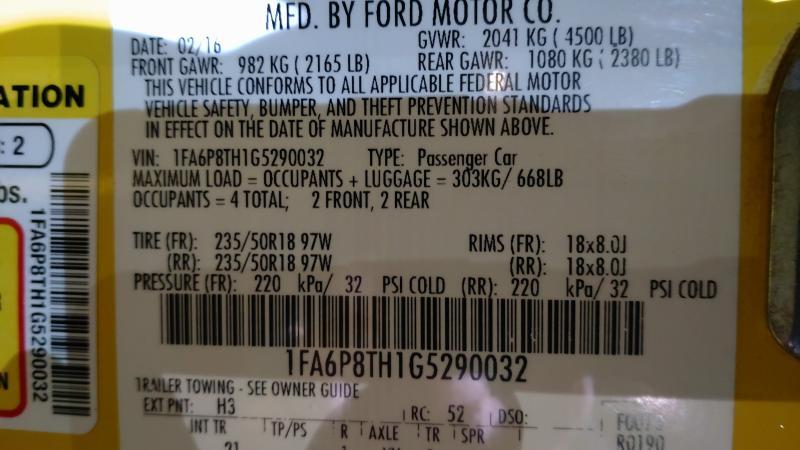 MFD. BY FORD MOTOR CO.
DATE: 02/16 GVWR: 2041 KG ( 4500 LB)
FRONT GAWR: 982 KG ( 2165 LB) REAR GAWR: 1080 KG ( 2380 LB)
THIS VEHICLE CONFORMS TO ALL APPLICABLE FEDERAL MOTOR
VEHICLE SAFETY, BUMPER, AND THEFT PREVENTION STANDARDS
IN EFFECT ON THE DATE OF MANUFACTURE SHOWN ABOVE.
VIN: 1FA6P8TH1G5290032 TYPE: Passenger Car
MAXIMUM LOAD = OCCUPANTS + LUGGAGE = 303KG/ 668LB
OCCUPANTS = 4 TOTAL; 2 FRONT, 2 REAR
TIRE (FR): 235/50R18 97W RIMS (FR): 18x8.0J
(RR): 235/50R18 97W (RR): 18x8.0J
PRESSURE (FR): 220 kPa/ 32 PSI COLD (RR): 220 kPa/ 32 PSI COLD
1FA6P8TH1G5290032
TRAILER TOWING - SEE OWNER GUIDE
EXT PNT: H3 RC: 52 DSO:
INT TR TP/PS R AXLE TR SPR R0190
21
ATION
: 2
bs.
1FA6P8TH1G5290032
N